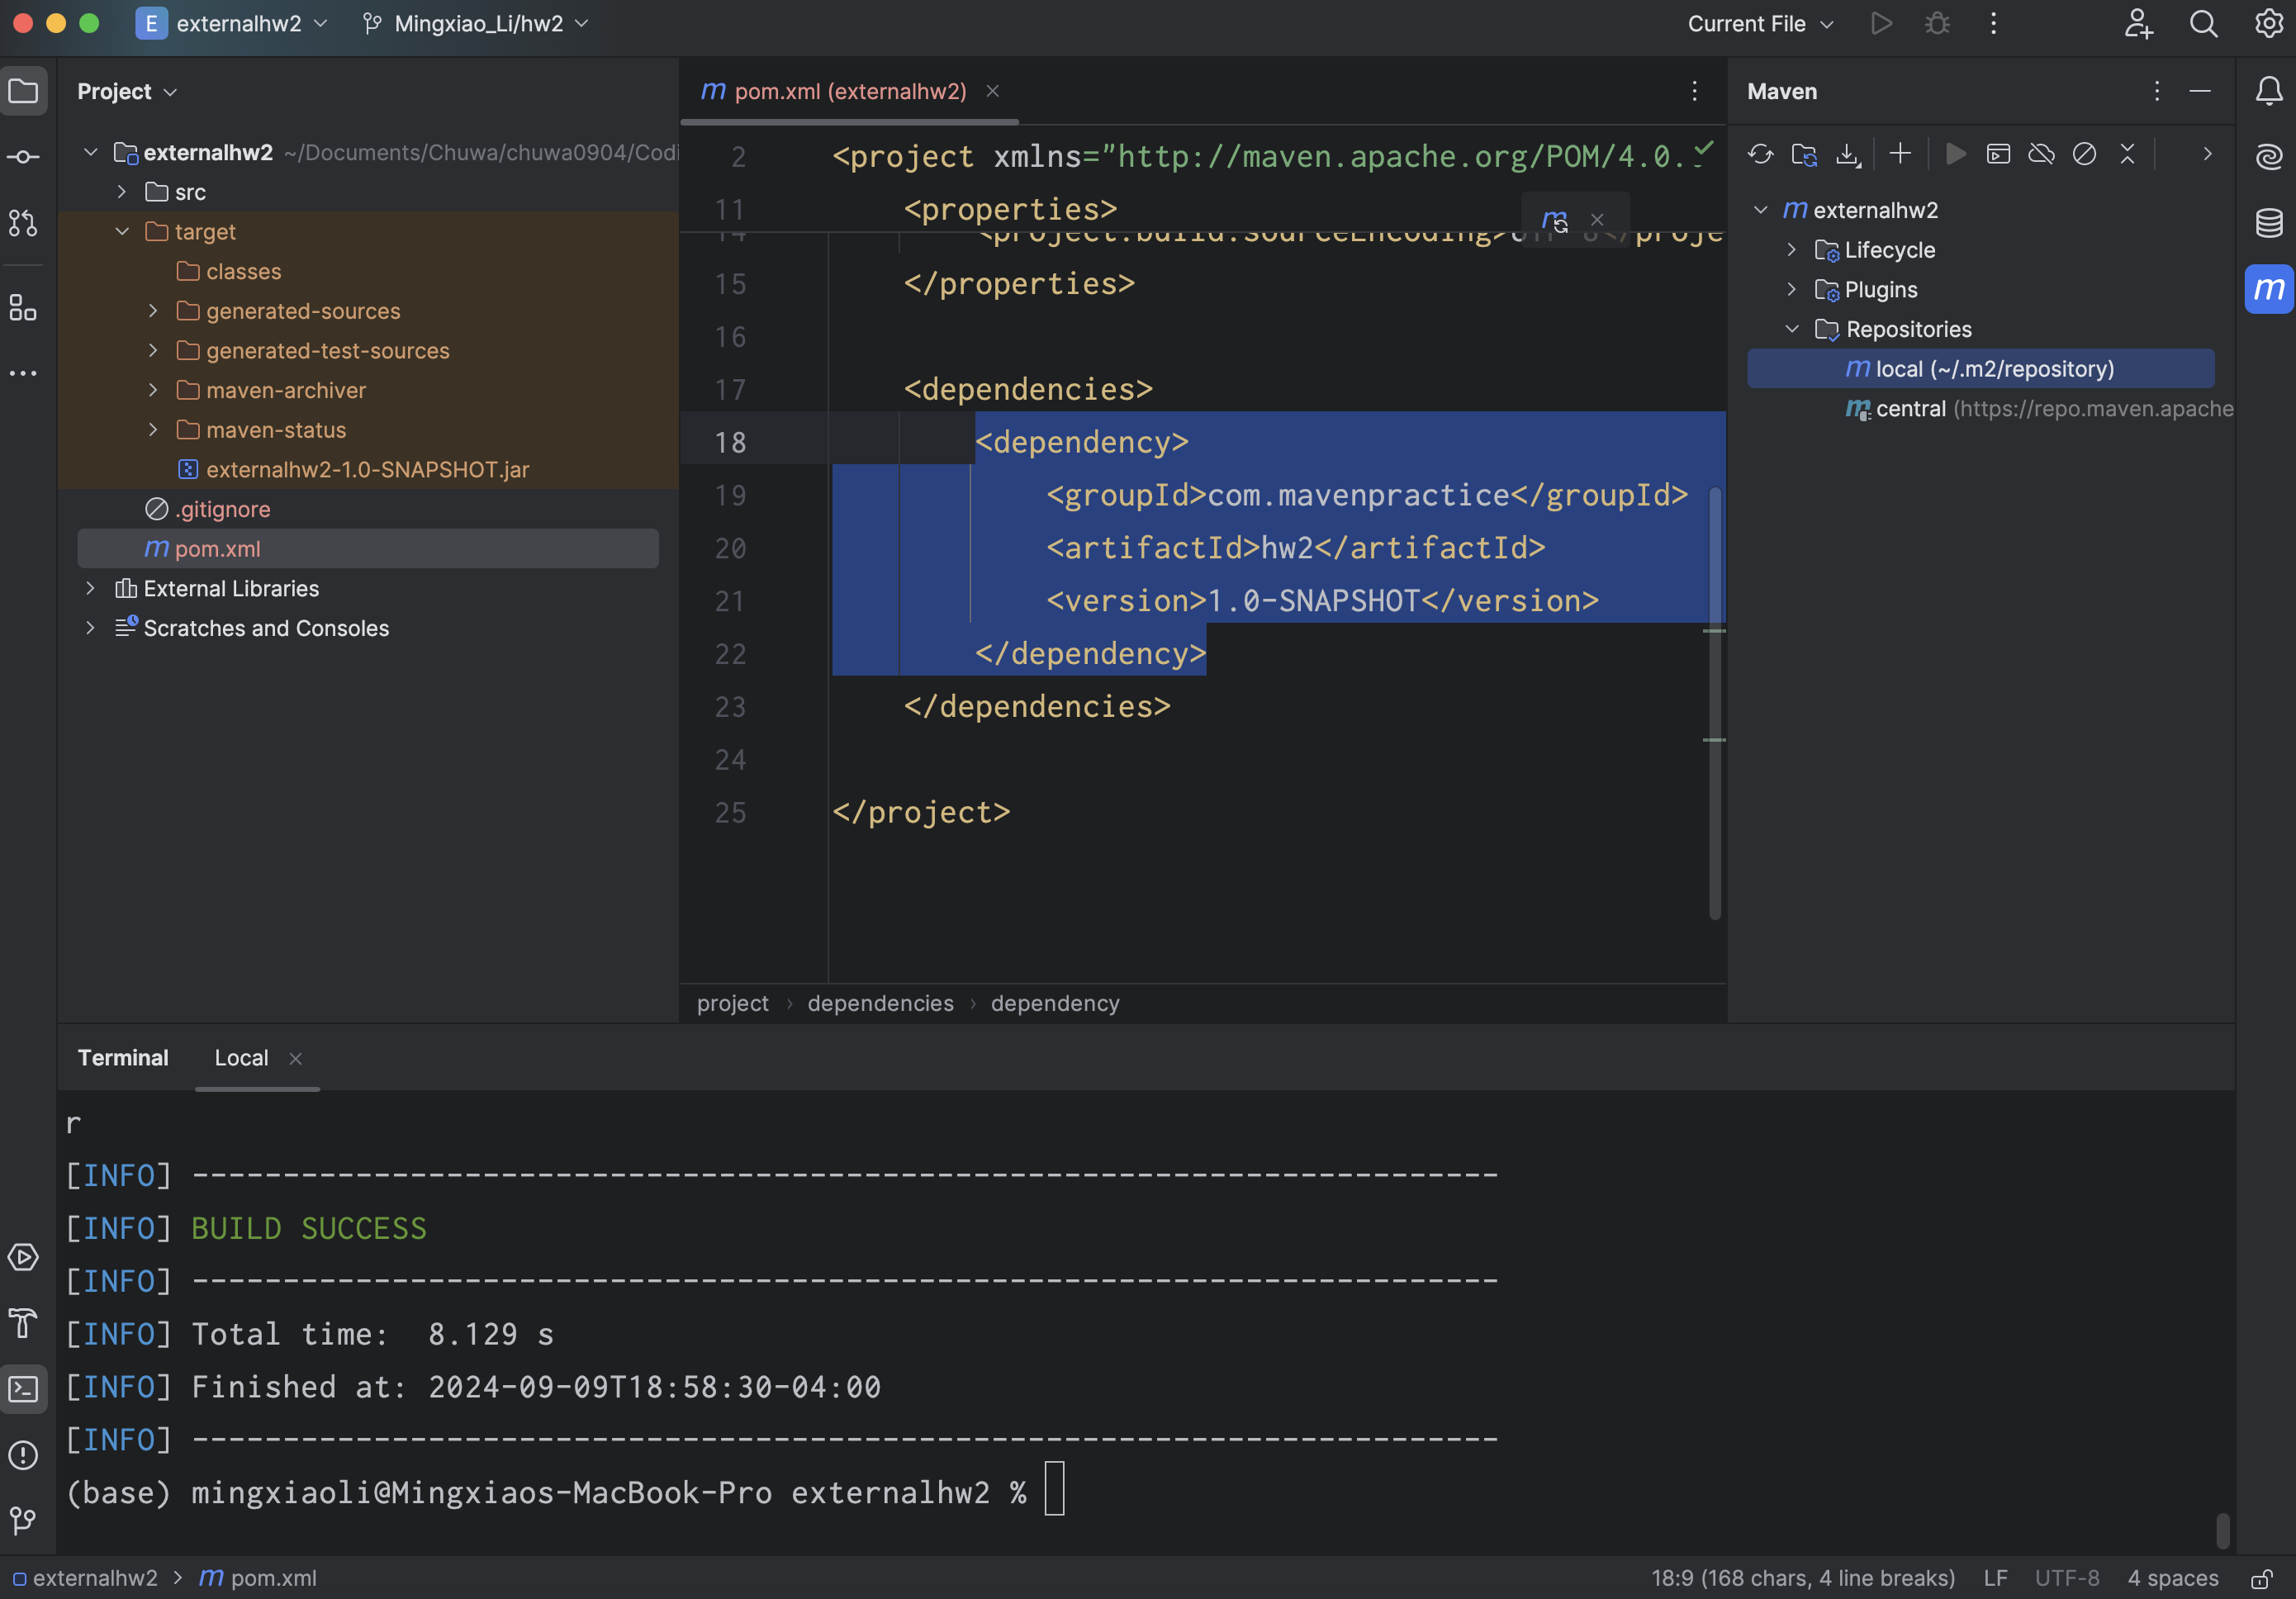 E externalhw2 Mingxiao_Li/hw2 Current File
Project
externalhw2 ~/Documents/Chuwa/chuwa0904/Codi
src
target
classes
generated-sources
generated-test-sources
maven-archiver
maven-status
externalhw2-1.0-SNAPSHOT.jar
.gitignore
m pom.xml
External Libraries
Scratches and Consoles
m pom.xml (externalhw2)
2 <project xmlns="http://maven.apache.org/POM/4.0.
11 <properties>
14 <project.build.sourceEncoding>UTF-8</proje
15 </properties>
16
17 <dependencies>
18 <dependency>
19 <groupId>com.mavenpractice</groupId>
20 <artifactId>hw2</artifactId>
21 <version>1.0-SNAPSHOT</version>
22 </dependency>
23 </dependencies>
24
25 </project>
project › dependencies › dependency
Maven
m externalhw2
Lifecycle
Plugins
Repositories
m local (~/.m2/repository)
m central (https://repo.maven.apache
m
Terminal Local
r
[INFO] ------------------------------------------------------------------------
[INFO] BUILD SUCCESS
[INFO] ------------------------------------------------------------------------
[INFO] Total time:  8.129 s
[INFO] Finished at: 2024-09-09T18:58:30-04:00
[INFO] ------------------------------------------------------------------------
(base) mingxiaoli@Mingxiaos-MacBook-Pro externalhw2 %
externalhw2 > m pom.xml 18:9 (168 chars, 4 line breaks) LF UTF-8 4 spaces